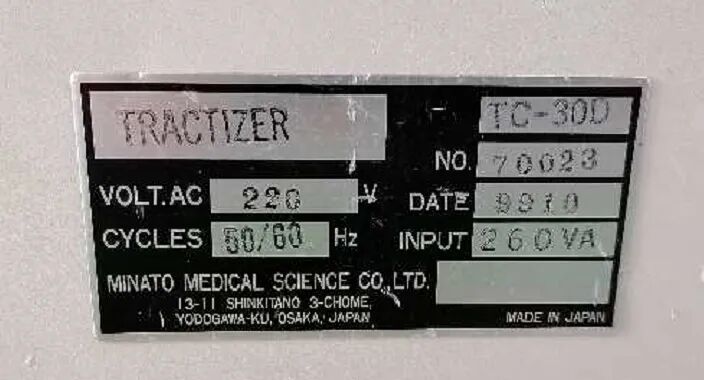 TRACTIZER
TC-30D
NO. 70023
VOLT. AC 220 V
DATE 9910
CYCLES 50/60 Hz
INPUT 260VA
MINATO MEDICAL SCIENCE CO.,LTD.
13-11 SHINKITANO 3-CHOME,
YODOGAWA-KU, OSAKA, JAPAN
MADE IN JAPAN